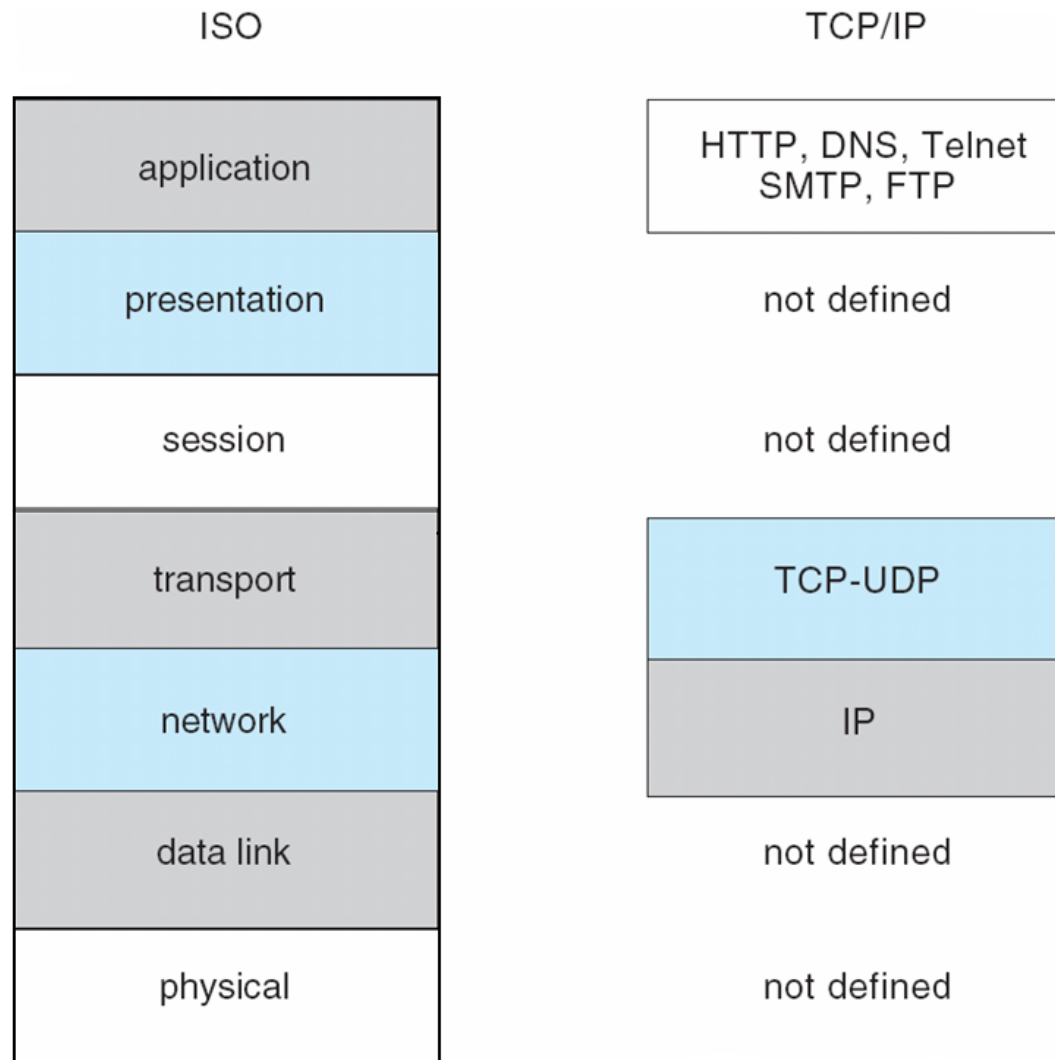 ISO
TCP/IP
application
HTTP, DNS, Telnet
SMTP, FTP
presentation
not defined
session
not defined
transport
TCP-UDP
network
IP
data link
not defined
physical
not defined